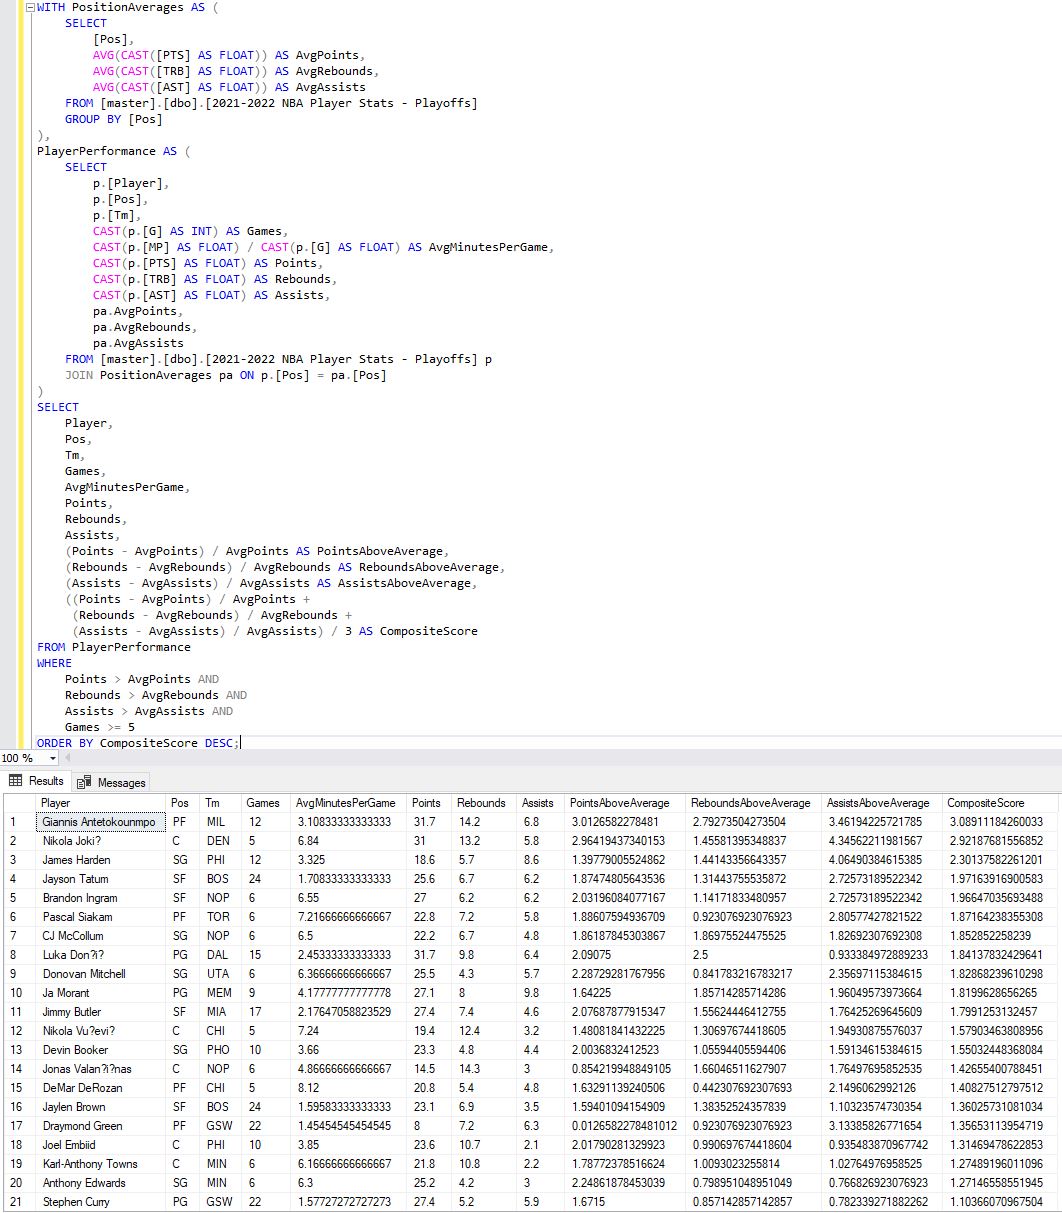 WITH PositionAverages AS (
SELECT
[Pos],
AVG(CAST([PTS] AS FLOAT)) AS AvgPoints,
AVG(CAST([TRB] AS FLOAT)) AS AvgRebounds,
AVG(CAST([AST] AS FLOAT)) AS AvgAssists
FROM [master].[dbo].[2021-2022 NBA Player Stats - Playoffs]
GROUP BY [Pos]
),
PlayerPerformance AS (
SELECT
p.[Player],
p.[Pos],
p.[Tm],
CAST(p.[G] AS INT) AS Games,
CAST(p.[MP] AS FLOAT) / CAST(p.[G] AS FLOAT) AS AvgMinutesPerGame,
CAST(p.[PTS] AS FLOAT) AS Points,
CAST(p.[TRB] AS FLOAT) AS Rebounds,
CAST(p.[AST] AS FLOAT) AS Assists,
pa.AvgPoints,
pa.AvgRebounds,
pa.AvgAssists
FROM [master].[dbo].[2021-2022 NBA Player Stats - Playoffs] p
JOIN PositionAverages pa ON p.[Pos] = pa.[Pos]
)
SELECT
Player,
Pos,
Tm,
Games,
AvgMinutesPerGame,
Points,
Rebounds,
Assists,
(Points - AvgPoints) / AvgPoints AS PointsAboveAverage,
(Rebounds - AvgRebounds) / AvgRebounds AS ReboundsAboveAverage,
(Assists - AvgAssists) / AvgAssists AS AssistsAboveAverage,
((Points - AvgPoints) / AvgPoints +
(Rebounds - AvgRebounds) / AvgRebounds +
(Assists - AvgAssists) / AvgAssists) / 3 AS CompositeScore
FROM PlayerPerformance
WHERE
Points > AvgPoints AND
Rebounds > AvgRebounds AND
Assists > AvgAssists AND
Games >= 5
ORDER BY CompositeScore DESC;
100 %
Results Messages
Player Pos Tm Games AvgMinutesPerGame Points Rebounds Assists PointsAboveAverage ReboundsAboveAverage AssistsAboveAverage CompositeScore
1 Giannis Antetokounmpo PF MIL 12 3.10833333333333 31.7 14.2 6.8 3.0126582278481 2.79273504273504 3.46194225721785 3.08911184260033
2 Nikola Joki? C DEN 5 6.84 31 13.2 5.8 2.96419437340153 1.45581395348837 4.34562211981567 2.92187681556852
3 James Harden SG PHI 12 3.325 18.6 5.7 8.6 1.39779005524862 1.44143356643357 4.06490384615385 2.30137582261201
4 Jayson Tatum SF BOS 24 1.70833333333333 25.6 6.7 6.2 1.87474805643536 1.31443755535872 2.72573189522342 1.97163916900583
5 Brandon Ingram SF NOP 6 6.55 27 6.2 6.2 2.03196084077167 1.14171833480957 2.72573189522342 1.96647035693488
6 Pascal Siakam PF TOR 6 7.21666666666667 22.8 7.2 5.8 1.88607594936709 0.923076923076923 2.80577427821522 1.87164238355308
7 CJ McCollum SG NOP 6 6.5 22.2 6.7 4.8 1.86187845303867 1.86975524475525 1.82692307692308 1.852852258239
8 Luka Don?i? PG DAL 15 2.45333333333333 31.7 9.8 6.4 2.09075 2.5 0.933384972889233 1.84137832429641
9 Donovan Mitchell SG UTA 6 6.36666666666667 25.5 4.3 5.7 2.28729281767956 0.841783216783217 2.35697115384615 1.82868239610298
10 Ja Morant PG MEM 9 4.17777777777778 27.1 8 9.8 1.64225 1.85714285714286 1.96049573973664 1.8199628656265
11 Jimmy Butler SF MIA 17 2.17647058823529 27.4 7.4 4.6 2.07687877915347 1.55624446412755 1.76425269645609 1.7991253132457
12 Nikola Vu?evi? C CHI 5 7.24 19.4 12.4 3.2 1.48081841432225 1.30697674418605 1.94930875576037 1.57903463808956
13 Devin Booker SG PHO 10 3.66 23.3 4.8 4.4 2.0036832412523 1.05594405594406 1.59134615384615 1.55032448368084
14 Jonas Valan?i?nas C NOP 6 4.86666666666667 14.5 14.3 3 0.854219948849105 1.66046511627907 1.76497695852535 1.42655400788451
15 DeMar DeRozan PF CHI 5 8.12 20.8 5.4 4.8 1.63291139240506 0.442307692307693 2.1496062992126 1.40827512797512
16 Jaylen Brown SF BOS 24 1.59583333333333 23.1 6.9 3.5 1.59401094154909 1.38352524357839 1.10323574730354 1.36025731081034
17 Draymond Green PF GSW 22 1.45454545454545 8 7.2 6.3 0.0126582278481012 0.923076923076923 3.13385826771654 1.35653113954719
18 Joel Embiid C PHI 10 3.85 23.6 10.7 2.1 2.01790281329923 0.990697674418604 0.935483870967742 1.31469478622853
19 Karl-Anthony Towns C MIN 6 6.16666666666667 21.8 10.8 2.2 1.78772378516624 1.0093023255814 1.02764976958525 1.27489196011096
20 Anthony Edwards SG MIN 6 6.3 25.2 4.2 3 2.24861878453039 0.798951048951049 0.766826923076923 1.27146558551945
21 Stephen Curry PG GSW 22 1.57727272727273 27.4 5.2 5.9 1.6715 0.857142857142857 0.782339271882262 1.10366070967504